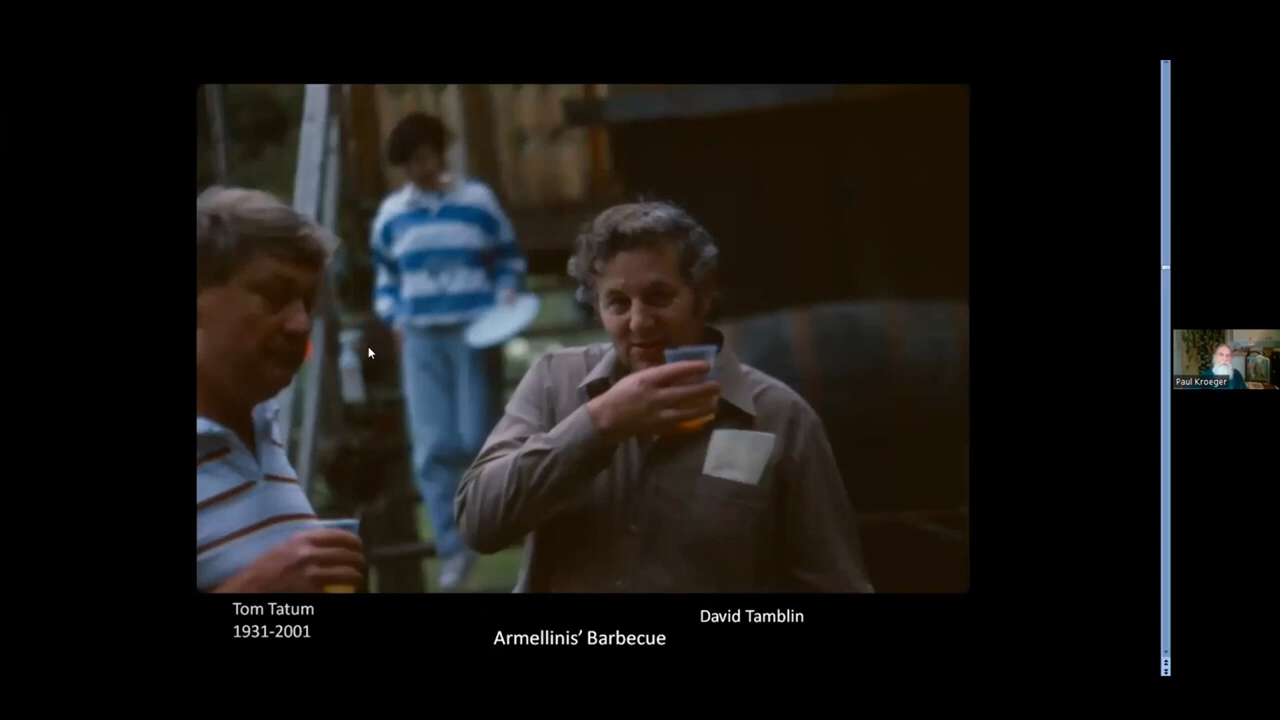 Tom Tatum
1931-2001
David Tamblin
Armellinis' Barbecue
Paul Kroeger